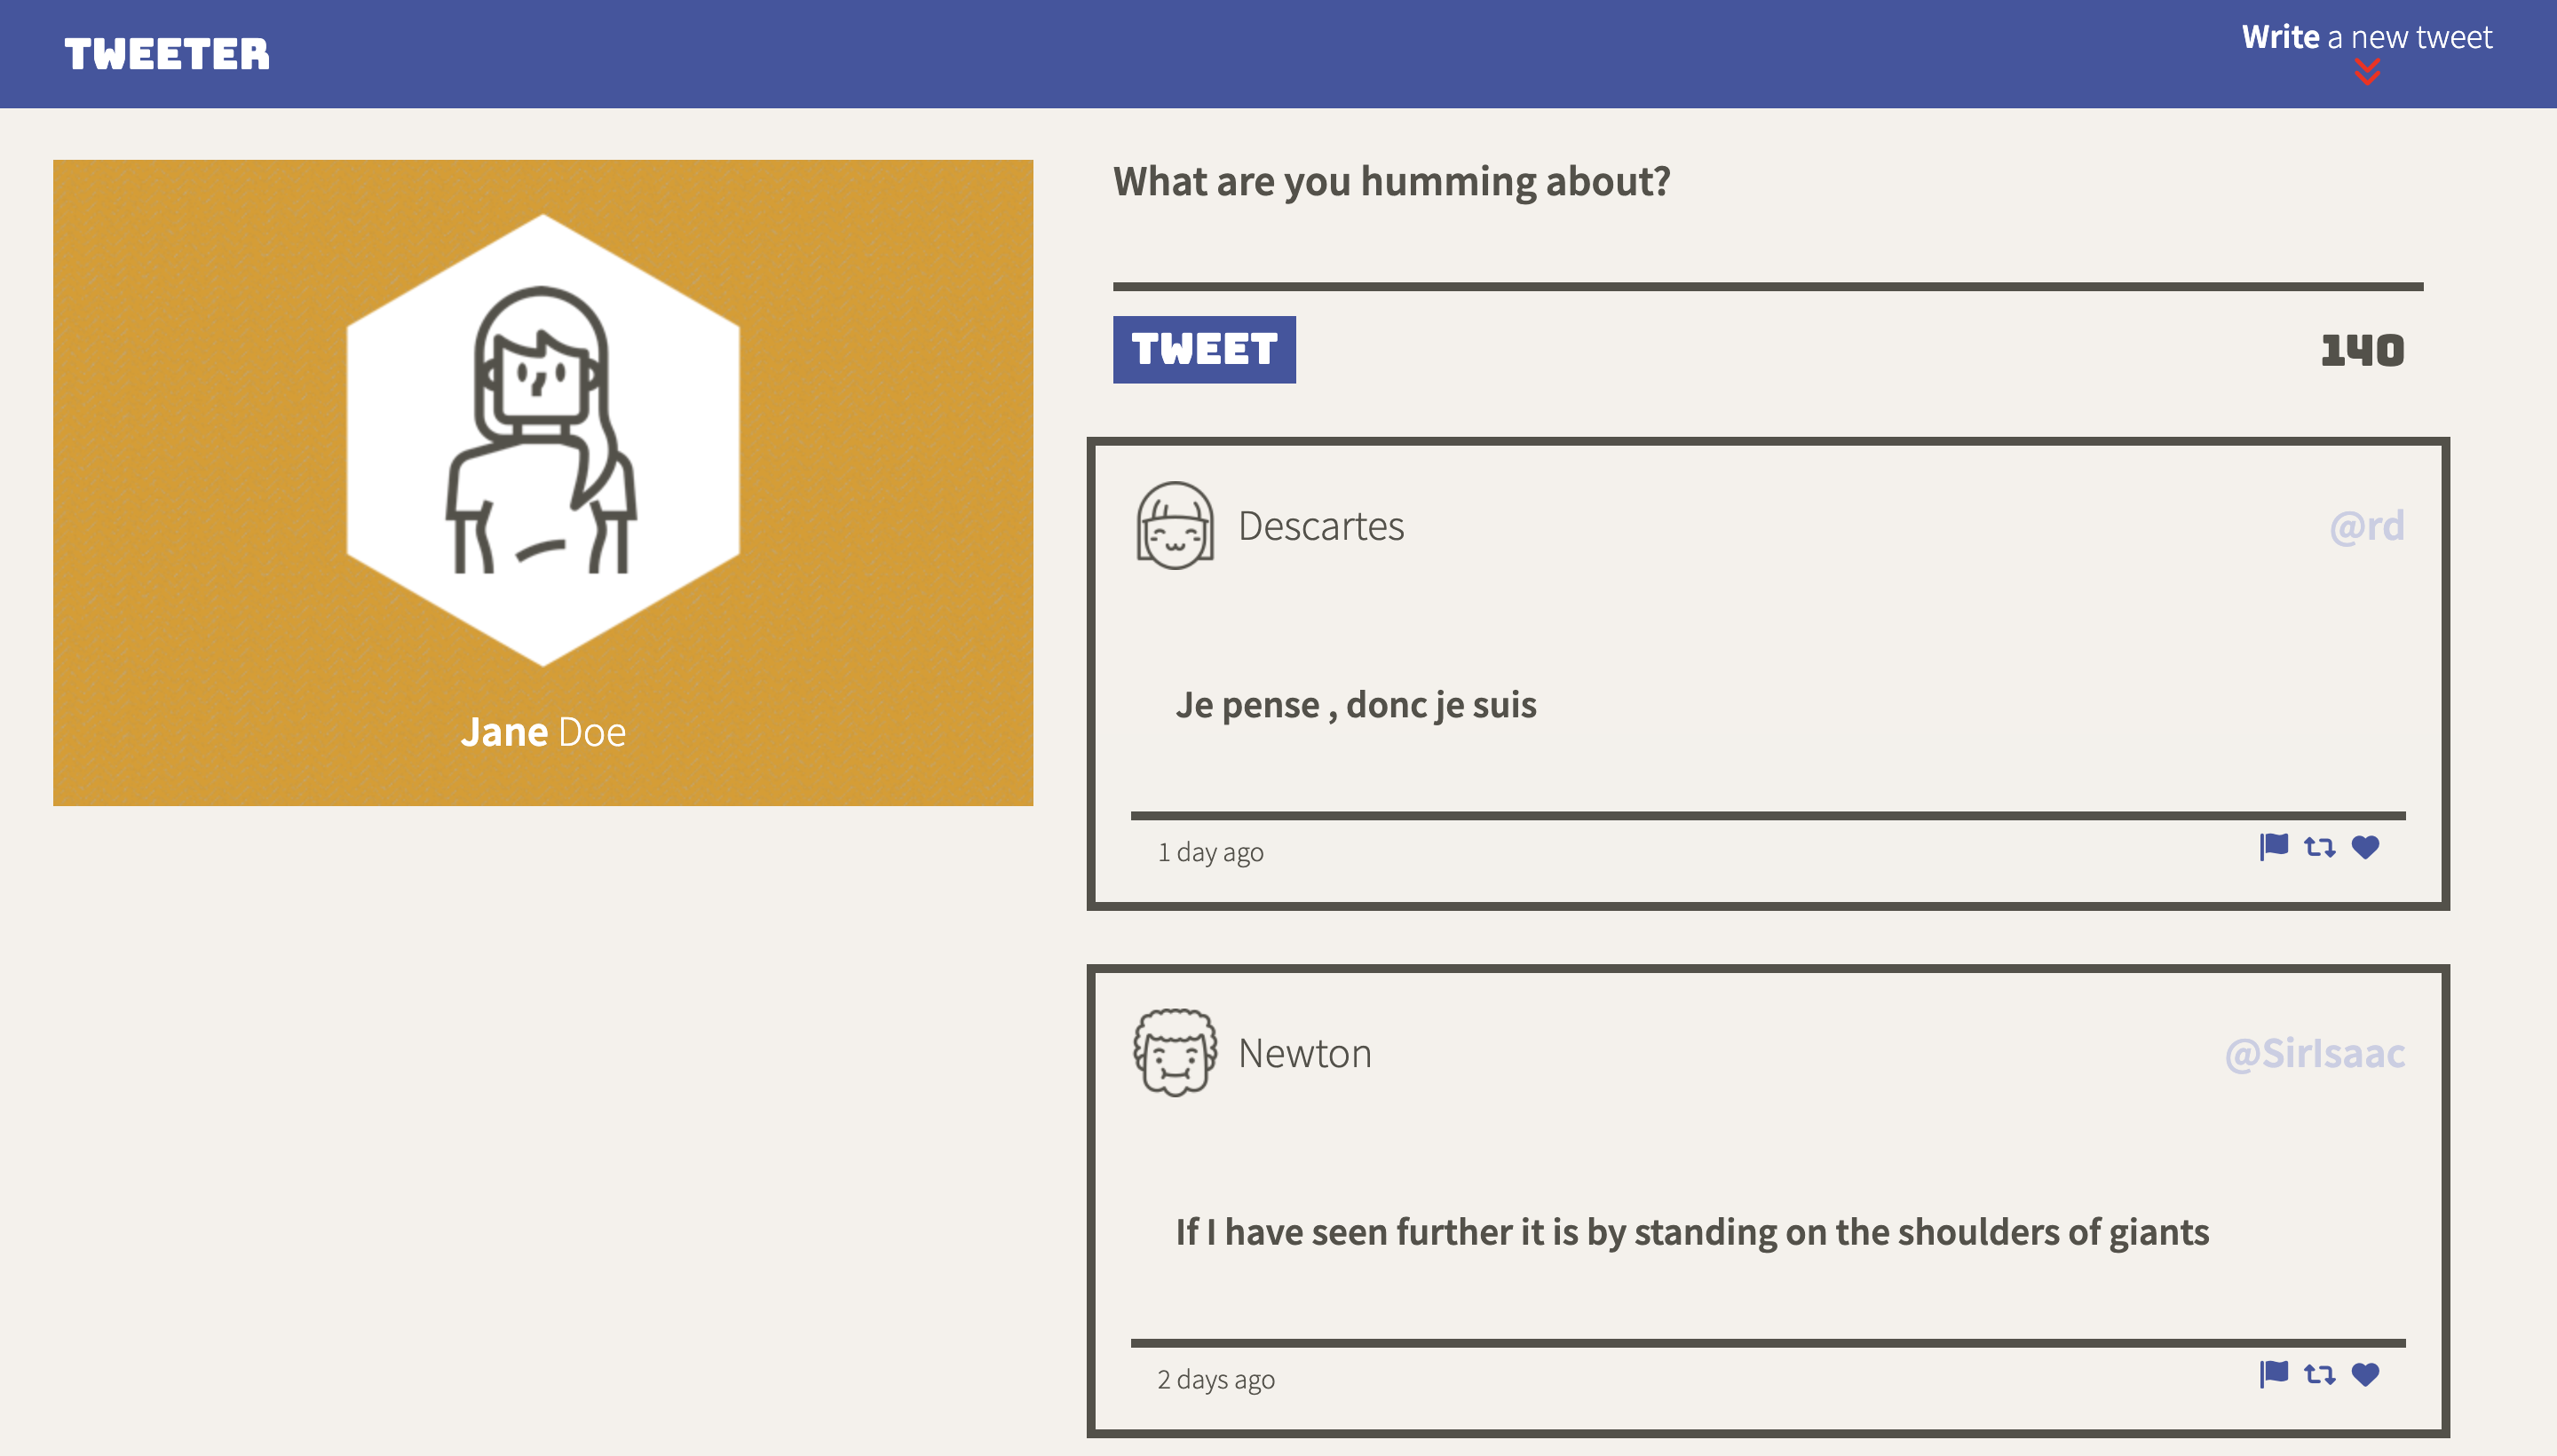 TWEETER
Write a new tweet
Jane Doe
What are you humming about?
TWEET
140
Descartes
@rd
Je pense , donc je suis
1 day ago
Newton
@SirIsaac
If I have seen further it is by standing on the shoulders of giants
2 days ago